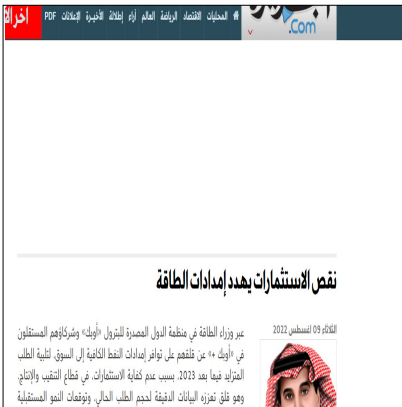 المحليات الاقتصاد الرياضة العالم آراء إطلالة الأخيرة الإعلانات PDF
.Com
نقص الاستثمارات يهدد إمدادات الطاقة
الثلاثاء 09 اغسطس 2022
عبر وزراء الطاقة في منظمة الدول المصدرة للبترول «أوبك» وشركاؤهم المستقلون
في «أوبك +» عن قلقهم على توافر إمدادات النفط الكافية إلى السوق، لتلبية الطلب
المتزايد فيما بعد 2023، بسبب عدم كفاية الاستثمارات، في قطاع التنقيب والإنتاج.
وهو قلق تعززه البيانات الدقيقة لحجم الطلب الحالي، وتوقعات النمو المستقبلية